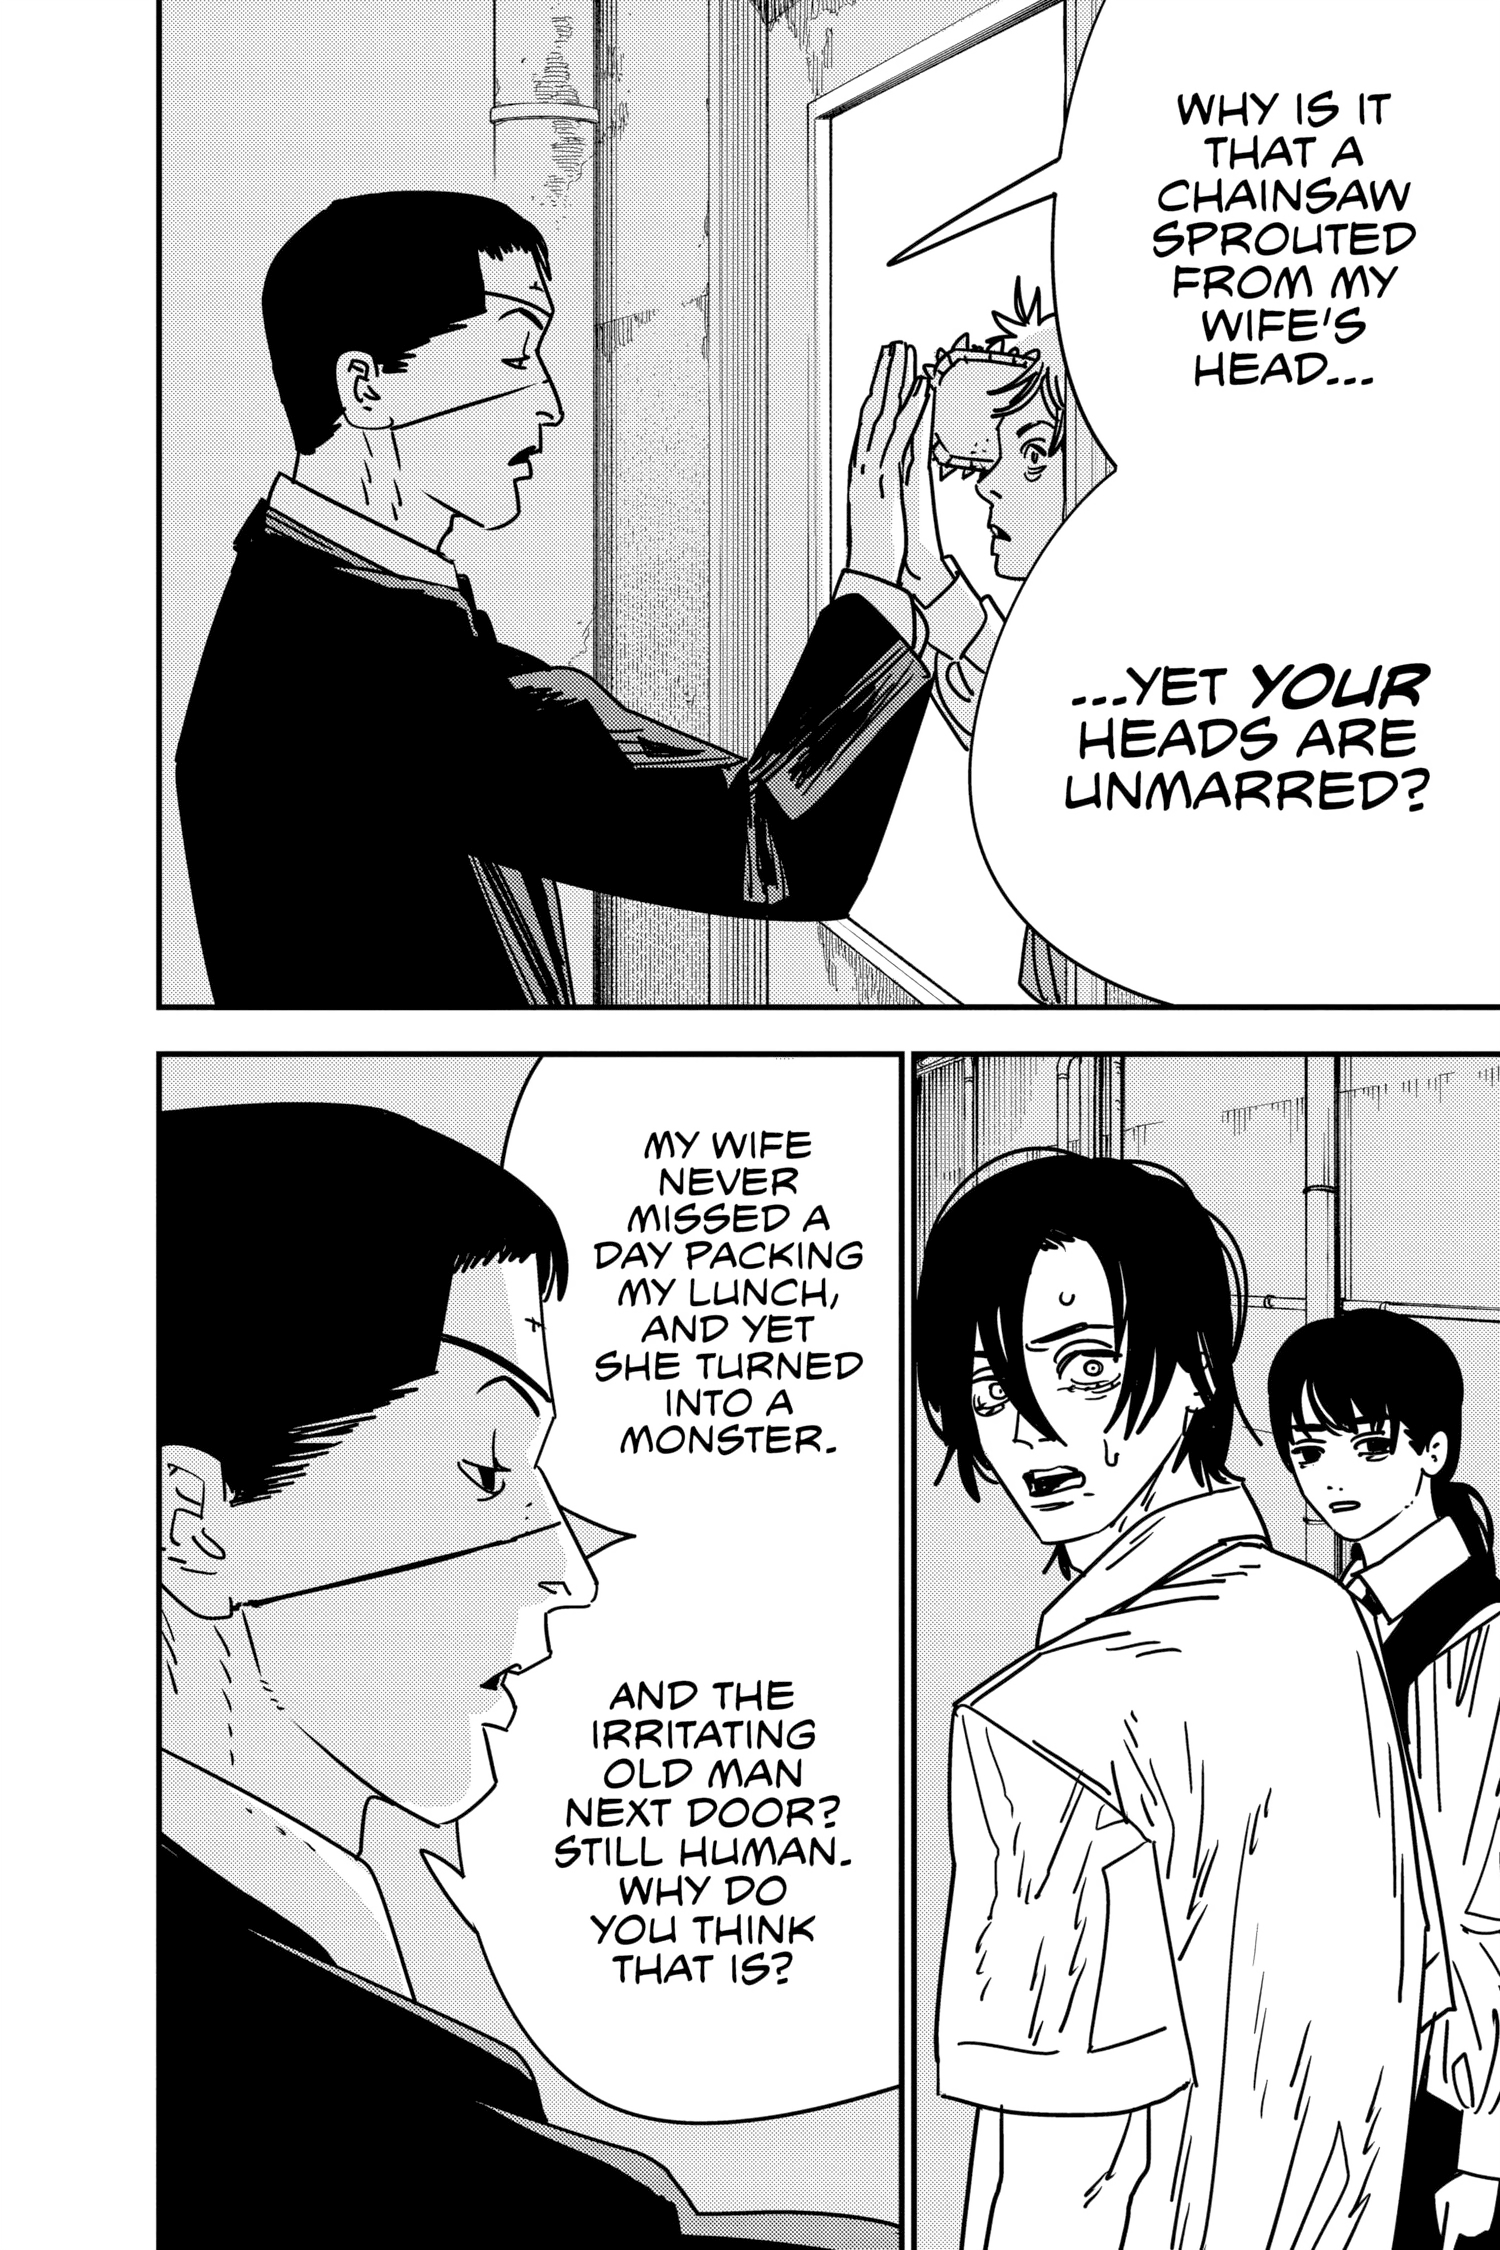 WHY IS IT
THAT A
CHAINSAW
SPROUTED
FROM MY
WIFE'S
HEAD...
...YET YOUR
HEADS ARE
UNMARRED?
MY WIFE
NEVER
MISSED A
DAY PACKING
MY LUNCH,
AND YET
SHE TURNED
INTO A
MONSTER.
AND THE
IRRITATING
OLD MAN
NEXT DOOR?
STILL HUMAN.
WHY DO
YOU THINK
THAT IS?